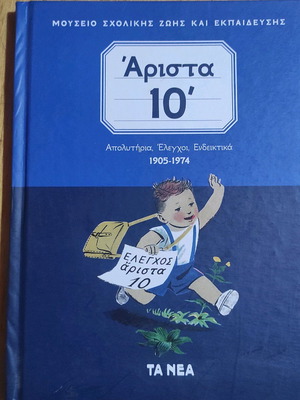 ΜΟΥΣΕΙΟ ΣΧΟΛΙΚΗΣ ΖΩΗΣ ΚΑΙ ΕΚΠΑΙΔΕΥΣΗΣ
Άριστα
10'
Απολυτήρια, Έλεγχοι, Ενδεικτικά
1905-1974
ΕΛΕΓΧΟΣ
άριστα
10
ΤΑ ΝΕΑ